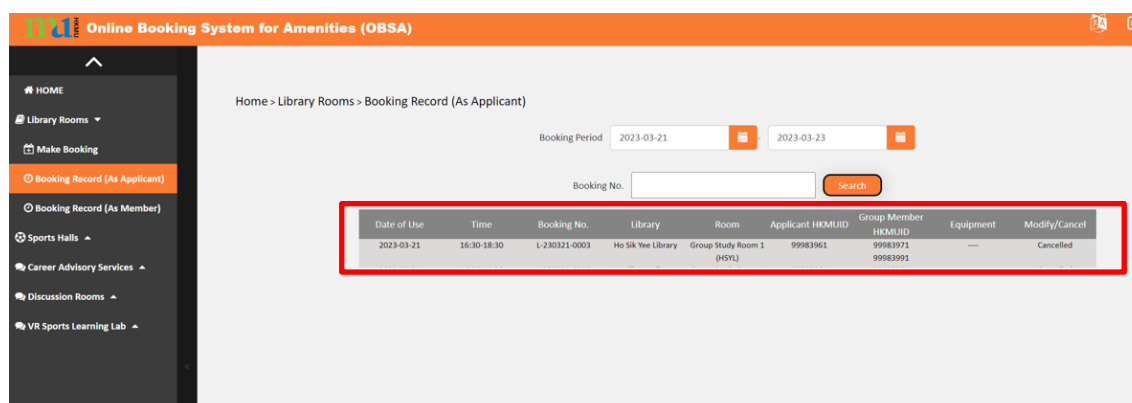 mu HKMU Online Booking System for Amenities (OBSA)
HOME
Library Rooms
Make Booking
Booking Record (As Applicant)
Booking Record (As Member)
Sports Halls
Career Advisory Services
Discussion Rooms
VR Sports Learning Lab
<
Home > Library Rooms > Booking Record (As Applicant)
Booking Period 2023-03-21 - 2023-03-23
Booking No. Search
Date of Use Time Booking No. Library Room Applicant HKMUID Group Member HKMUID Equipment Modify/Cancel
2023-03-21 16:30-18:30 L-230321-0003 Ho Sik Yee Library Group Study Room 1 99983961 99983971 ---- Cancelled
(HSYL) 99983991